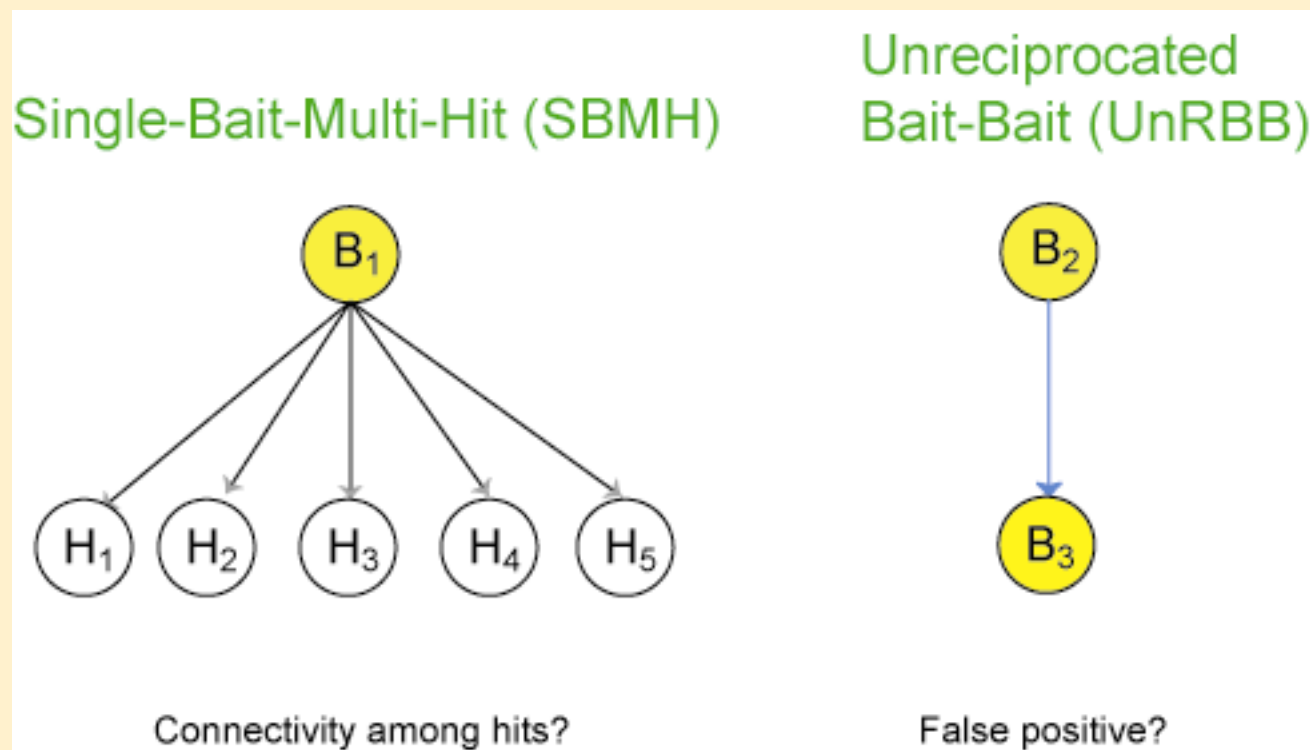 Single-Bait-Multi-Hit (SBMH)
B1
H1 H2 H3 H4 H5
Connectivity among hits?
Unreciprocated
Bait-Bait (UnRBB)
B2
B3
False positive?